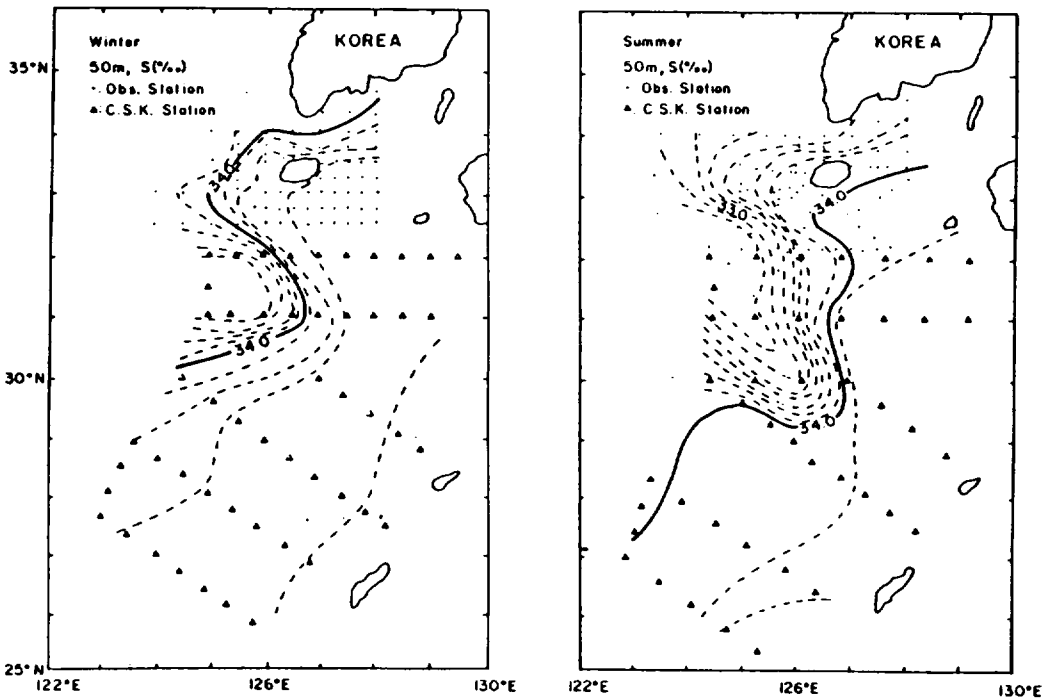 Winter
50m, S(‰)
· Obs. Station
▲ C.S.K. Station
KOREA
35°N
34.0
34.0
30°N
25°N
122°E
126°E
130°E
Summer
50m, S(‰)
· Obs. Station
▲ C.S.K. Station
KOREA
33.0
34.0
34.0
122°E
126°E
130°E